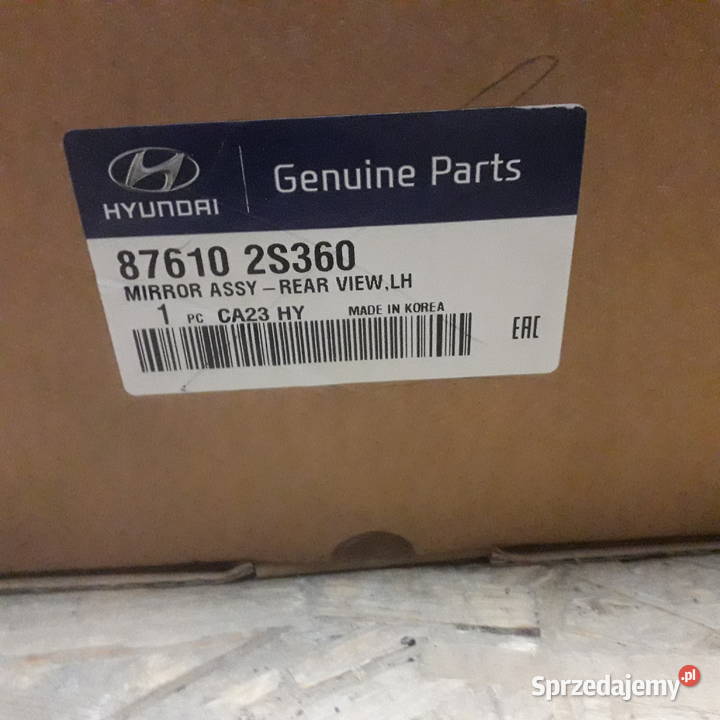 HYUNDAI
Genuine Parts
87610 2S360
MIRROR ASSY-REAR VIEW,LH
1 PC CA23 HY MADE IN KOREA
EAC
Sprzedajemy.pl